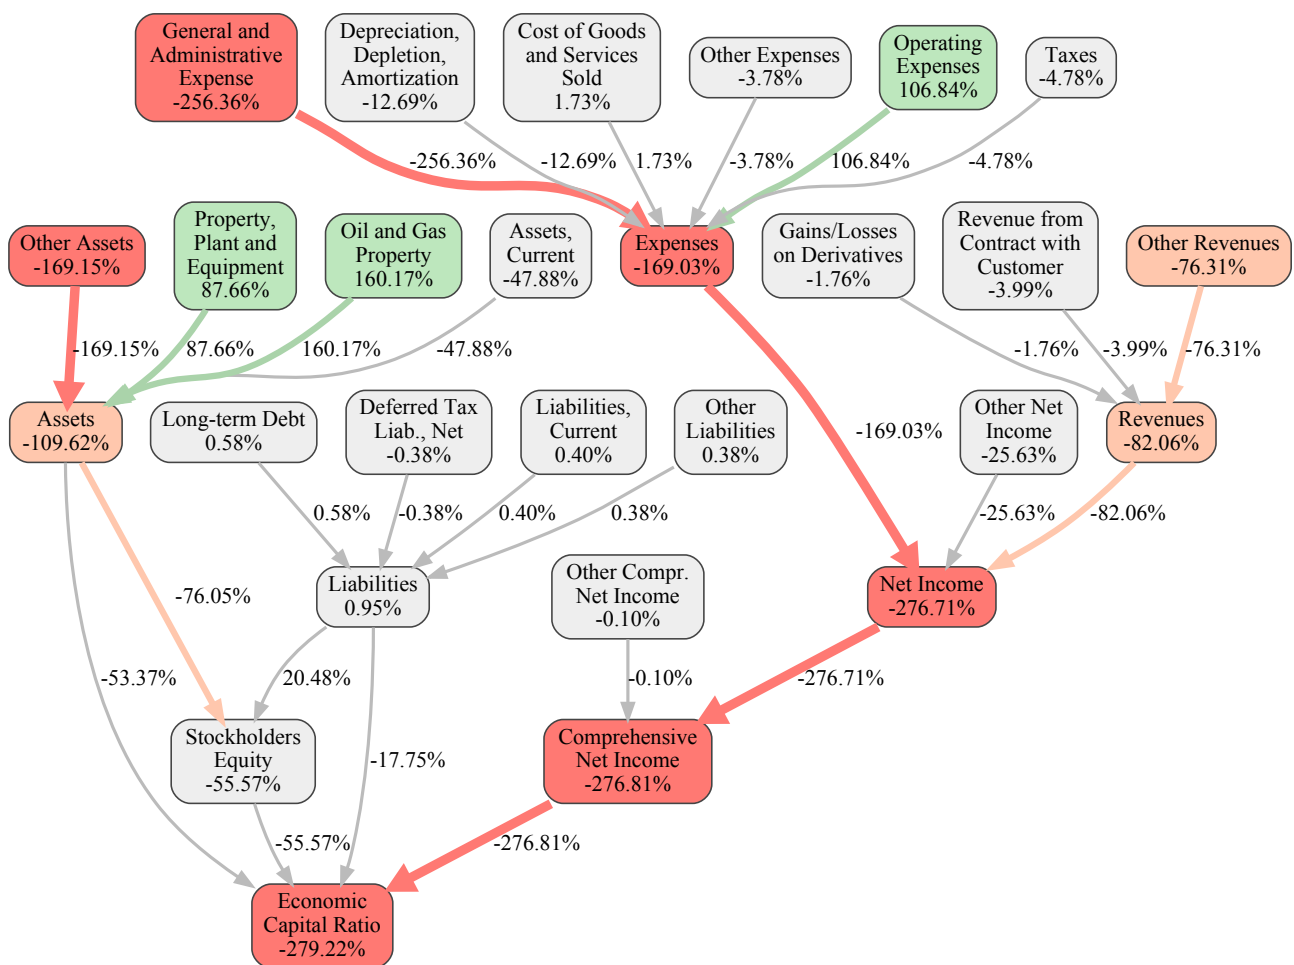 General and
Administrative
Expense
-256.36%
Depreciation,
Depletion,
Amortization
-12.69%
Cost of Goods
and Services
Sold
1.73%
Other Expenses
-3.78%
Operating
Expenses
106.84%
Taxes
-4.78%
-256.36%
-12.69%
1.73%
-3.78%
106.84%
-4.78%
Other Assets
-169.15%
Property,
Plant and
Equipment
87.66%
Oil and Gas
Property
160.17%
Assets,
Current
-47.88%
Expenses
-169.03%
Gains/Losses
on Derivatives
-1.76%
Revenue from
Contract with
Customer
-3.99%
Other Revenues
-76.31%
-169.15%
87.66%
160.17%
-47.88%
-1.76%
-3.99%
-76.31%
Assets
-109.62%
Long-term Debt
0.58%
Deferred Tax
Liab., Net
-0.38%
Liabilities,
Current
0.40%
Other
Liabilities
0.38%
-169.03%
Other Net
Income
-25.63%
Revenues
-82.06%
0.58%
-0.38%
0.40%
0.38%
-25.63%
-82.06%
-76.05%
Liabilities
0.95%
Other Compr.
Net Income
-0.10%
Net Income
-276.71%
-53.37%
20.48%
-0.10%
-276.71%
Stockholders
Equity
-55.57%
-17.75%
Comprehensive
Net Income
-276.81%
-55.57%
-276.81%
Economic
Capital Ratio
-279.22%